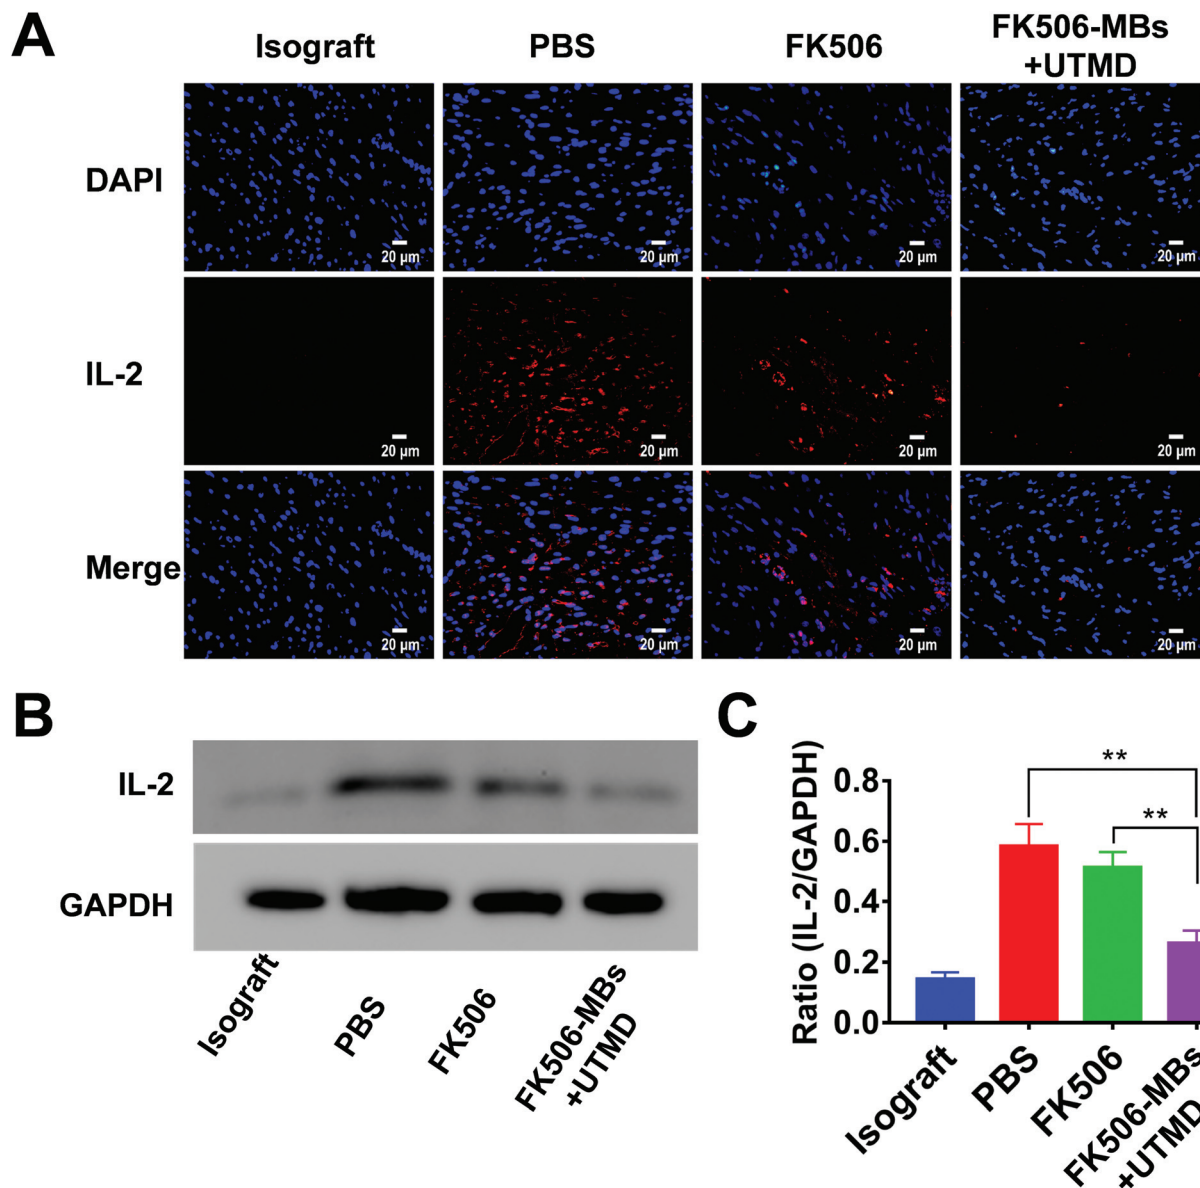 A
Isograft
PBS
FK506
FK506-MBs
+UTMD
DAPI
20 µm
20 µm
20 µm
20 µm
IL-2
20 µm
20 µm
20 µm
20 µm
Merge
20 µm
20 µm
20 µm
20 µm
B
IL-2
GAPDH
Isograft
PBS
FK506
FK506-MBs
+UTMD
C
Ratio (IL-2/GAPDH)
0.8
0.6
0.4
0.2
0.0
**
**
Isograft
PBS
FK506
FK506-MBs
+UTMD